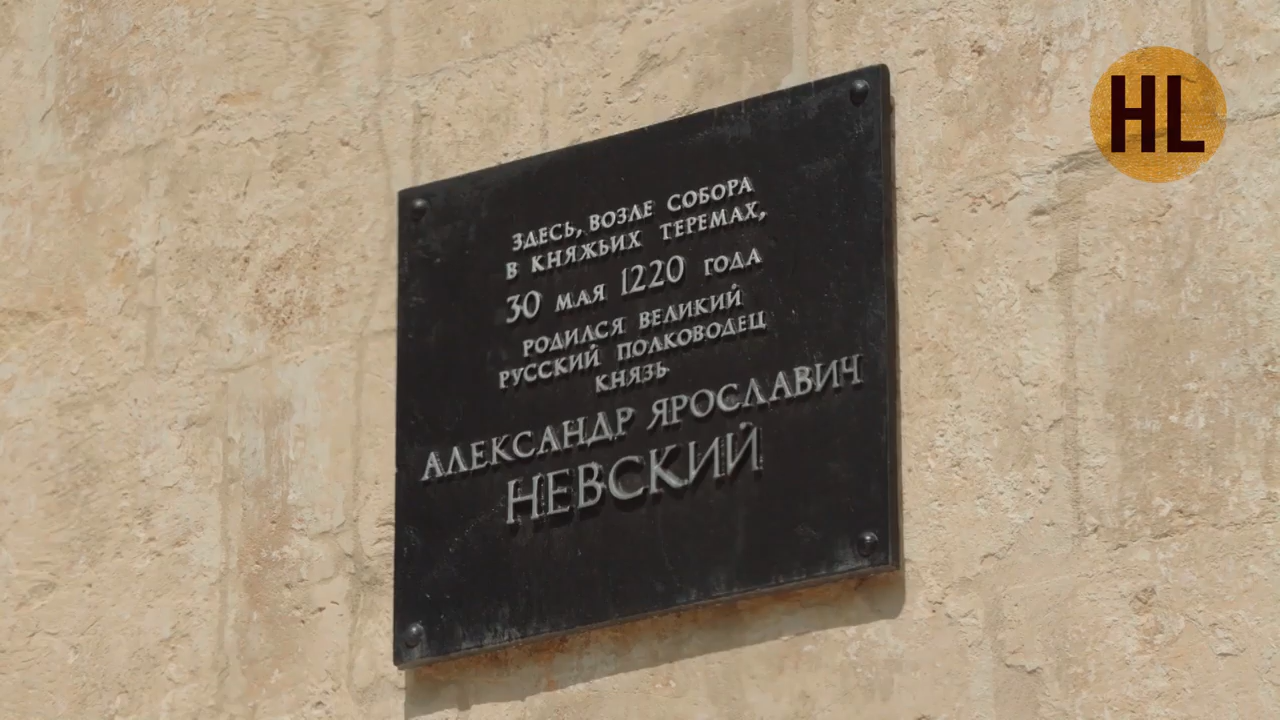 ЗДЕСЬ, ВОЗЛЕ СОБОРА
В КНЯЖЬИХ ТЕРЕМАХ,
30 МАЯ 1220 ГОДА
РОДИЛСЯ ВЕЛИКИЙ
РУССКИЙ ПОЛКОВОДЕЦ
КНЯЗЬ
АЛЕКСАНДР ЯРОСЛАВИЧ
НЕВСКИЙ
HL